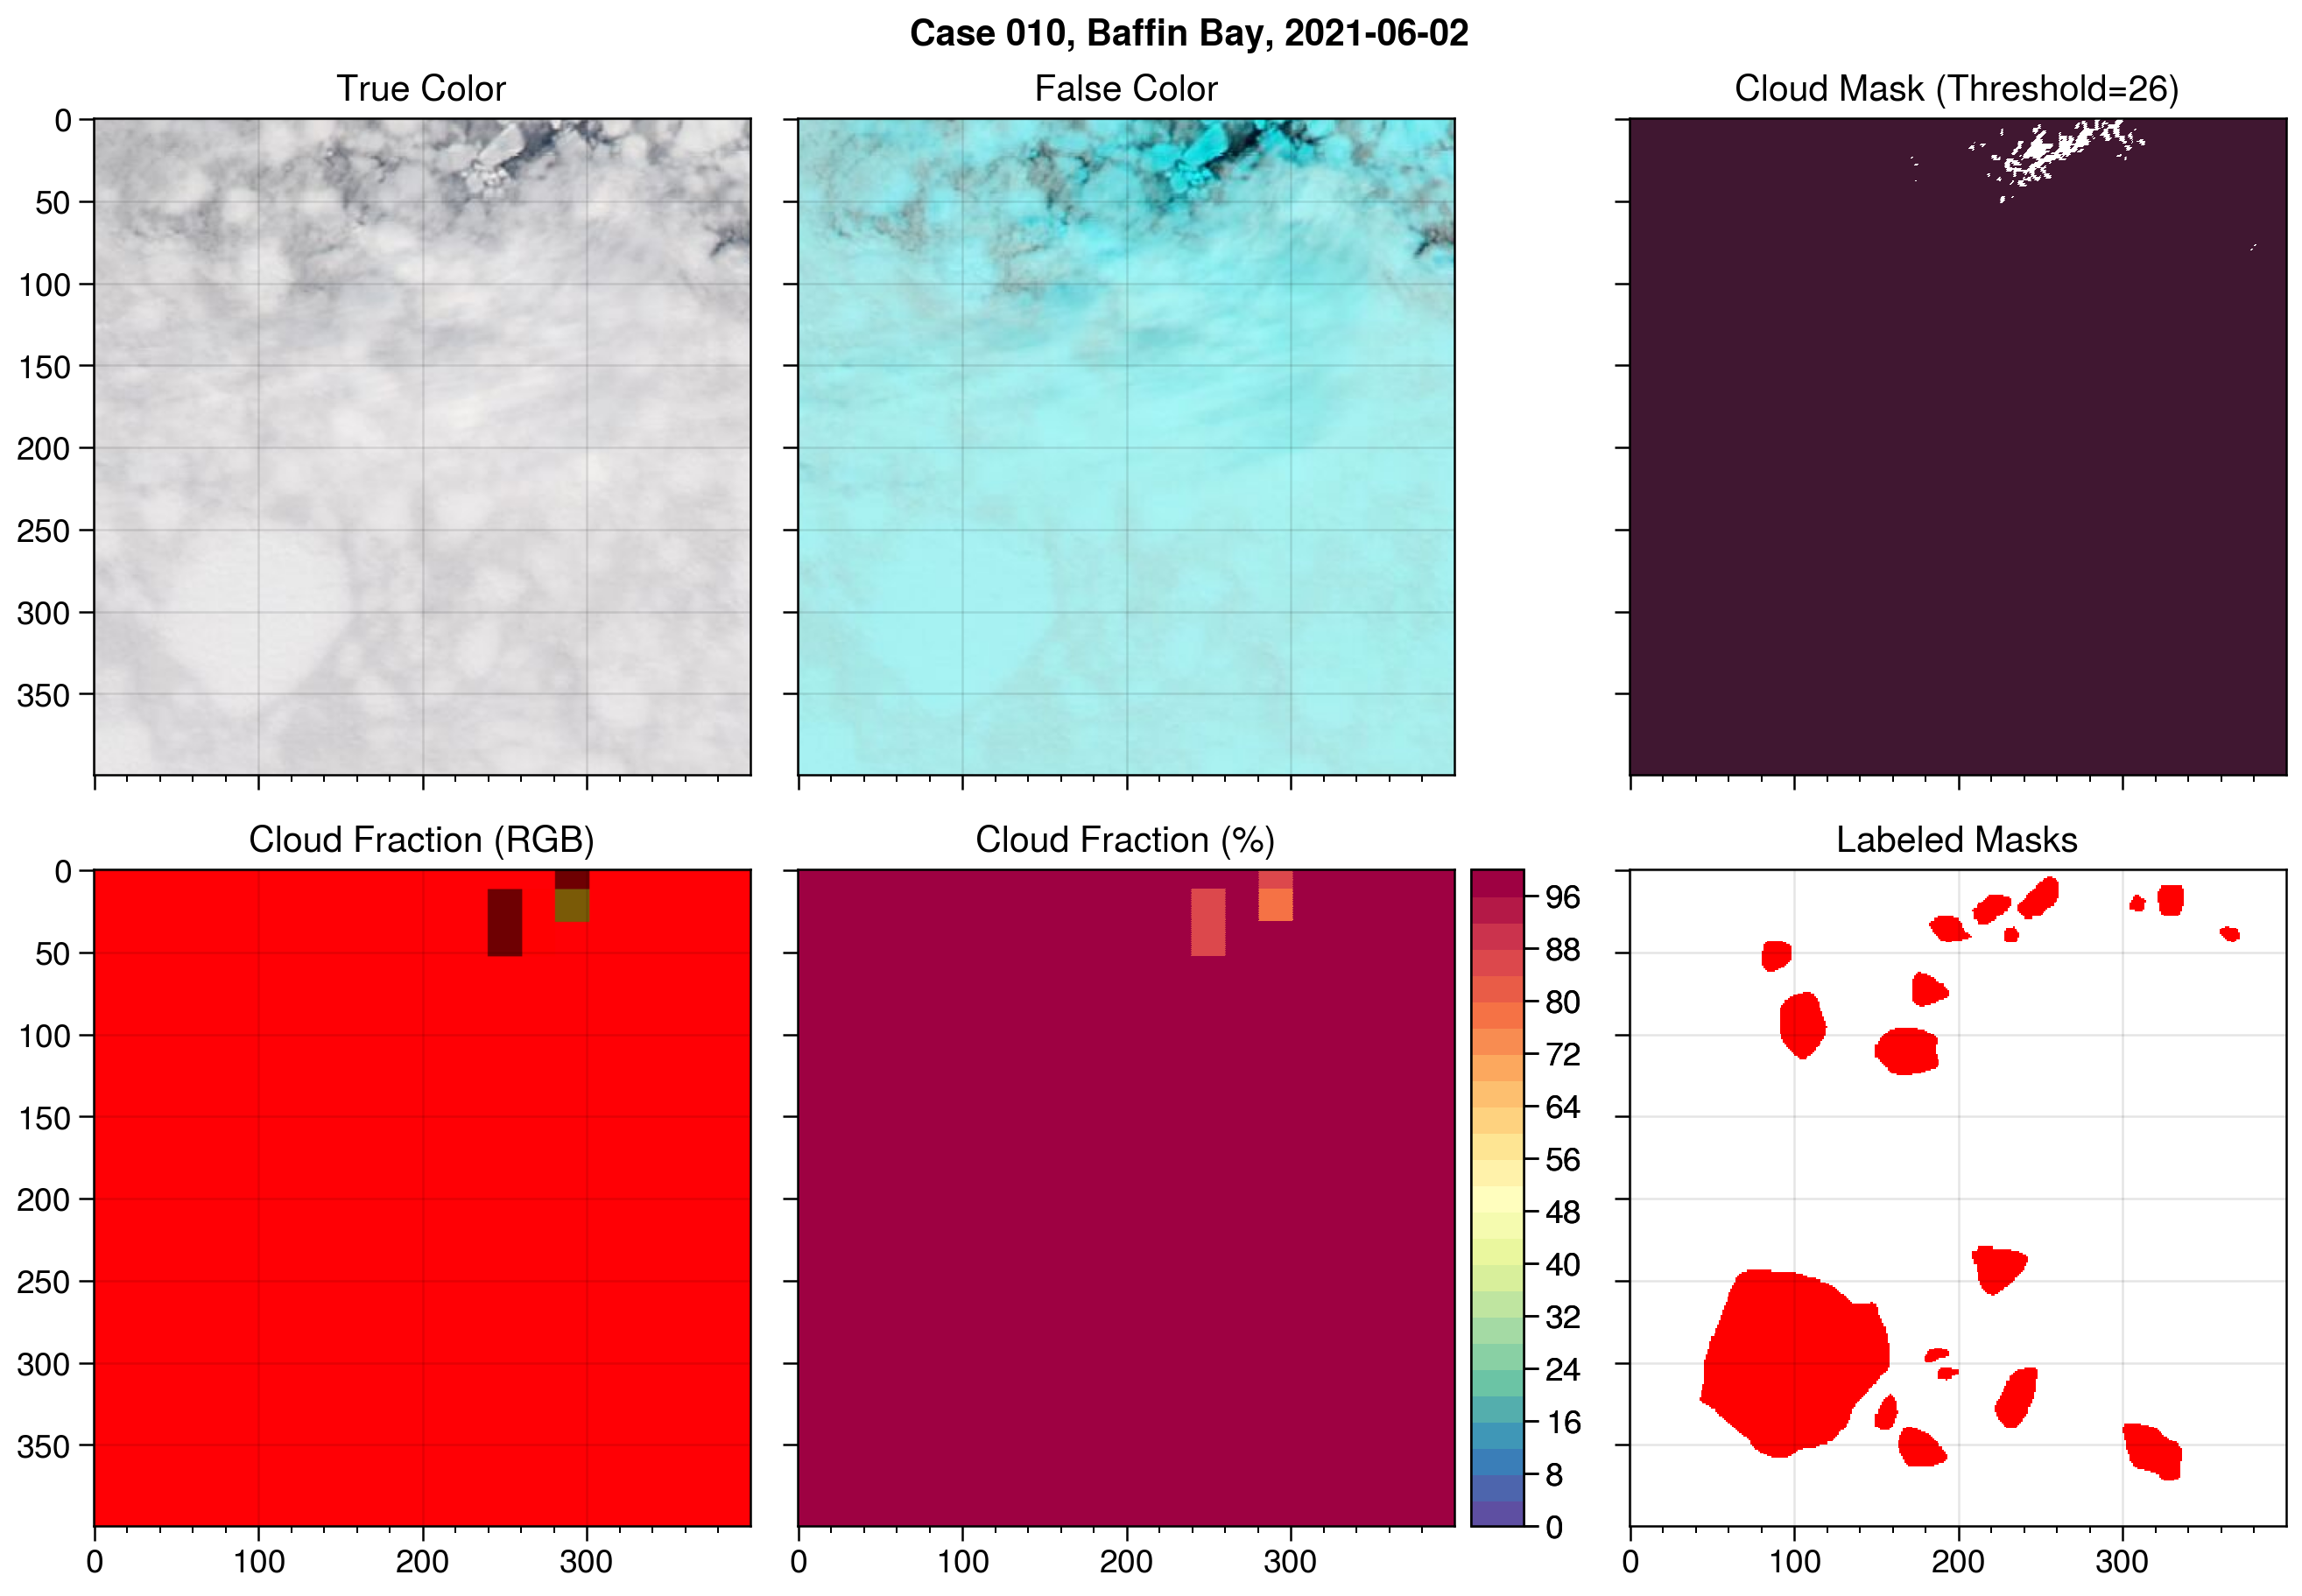 Case 010, Baffin Bay, 2021-06-02
True Color
False Color
Cloud Mask (Threshold=26)
0
50
100
150
200
250
300
350
Cloud Fraction (RGB)
Cloud Fraction (%)
Labeled Masks
0
50
100
150
200
250
300
350
96
88
80
72
64
56
48
40
32
24
16
8
0
0 100 200 300
0 100 200 300
0 100 200 300